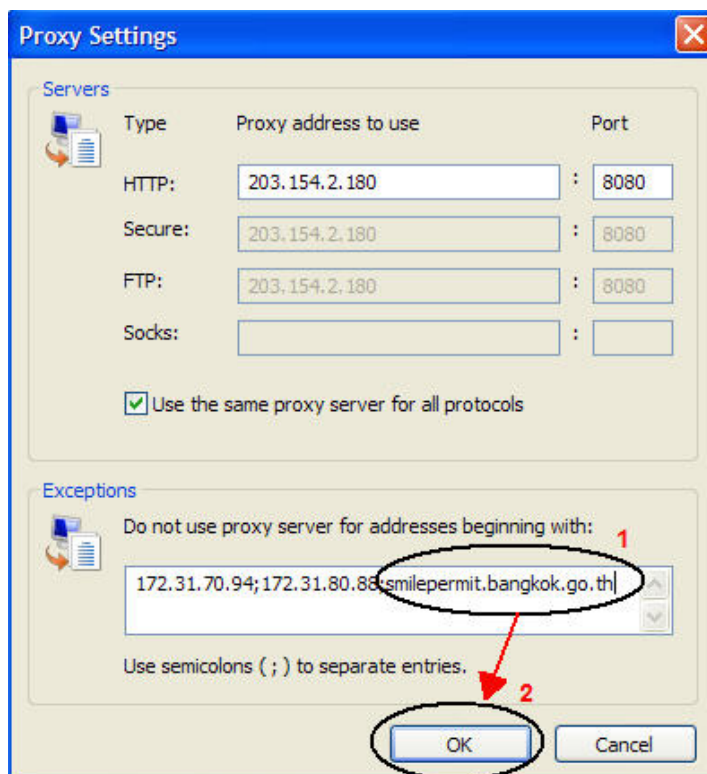 Proxy Settings
Servers
Type Proxy address to use Port
HTTP: 203.154.2.180 : 8080
Secure: 203.154.2.180 : 8080
FTP: 203.154.2.180 : 8080
Socks: :
Use the same proxy server for all protocols
Exceptions
Do not use proxy server for addresses beginning with:
1
172.31.70.94;172.31.80.88;smilepermit.bangkok.go.th
Use semicolons ( ; ) to separate entries.
2
OK Cancel